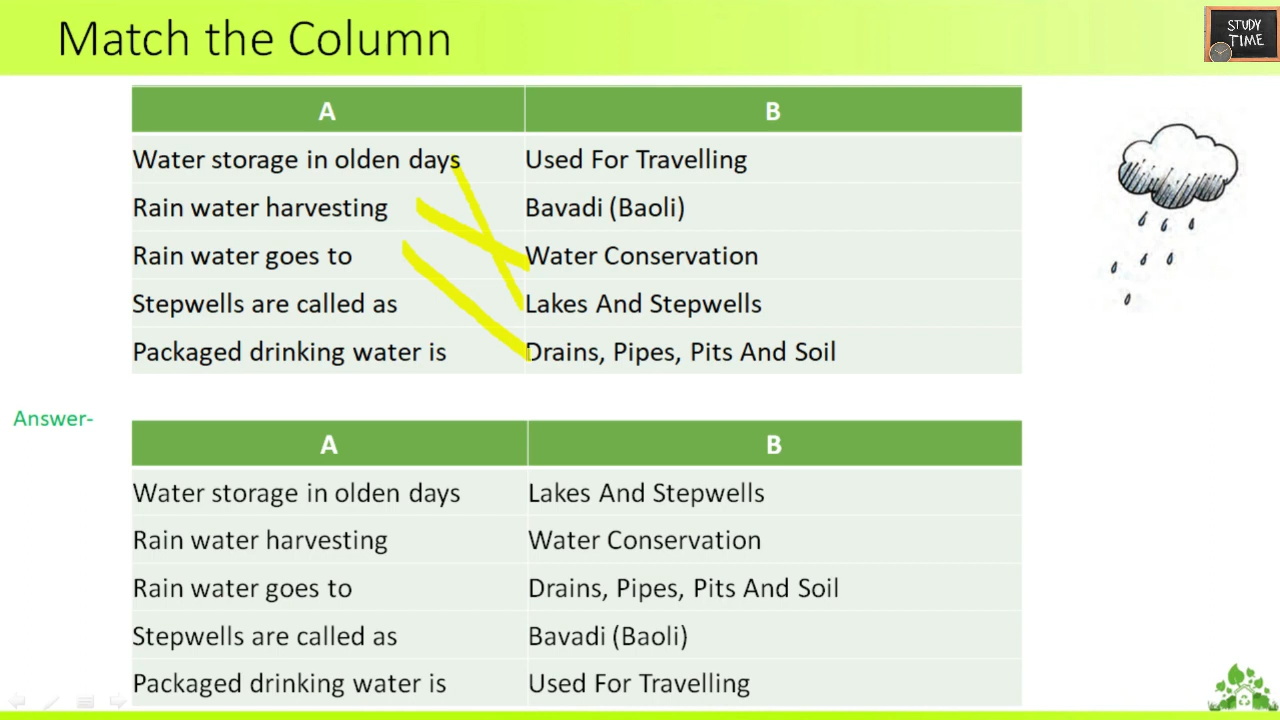 Match the Column
STUDY
TIME
A B
Water storage in olden days Used For Travelling
Rain water harvesting Bavadi (Baoli)
Rain water goes to Water Conservation
Stepwells are called as Lakes And Stepwells
Packaged drinking water is Drains, Pipes, Pits And Soil
Answer-
A B
Water storage in olden days Lakes And Stepwells
Rain water harvesting Water Conservation
Rain water goes to Drains, Pipes, Pits And Soil
Stepwells are called as Bavadi (Baoli)
Packaged drinking water is Used For Travelling